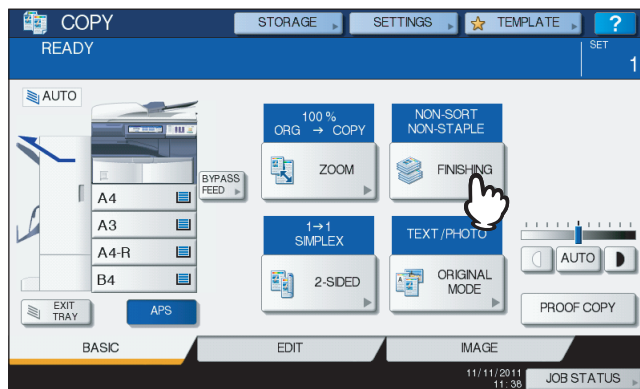 COPY
STORAGE
SETTINGS
TEMPLATE
?
READY
SET
1
AUTO
A4
A3
A4-R
B4
BYPASS
FEED
EXIT
TRAY
APS
100 %
ORG → COPY
ZOOM
NON-SORT
NON-STAPLE
FINISHING
1→1
SIMPLEX
2-SIDED
TEXT/PHOTO
ORIGINAL
MODE
AUTO
PROOF COPY
BASIC
EDIT
IMAGE
11/11/2011
11:38
JOB STATUS